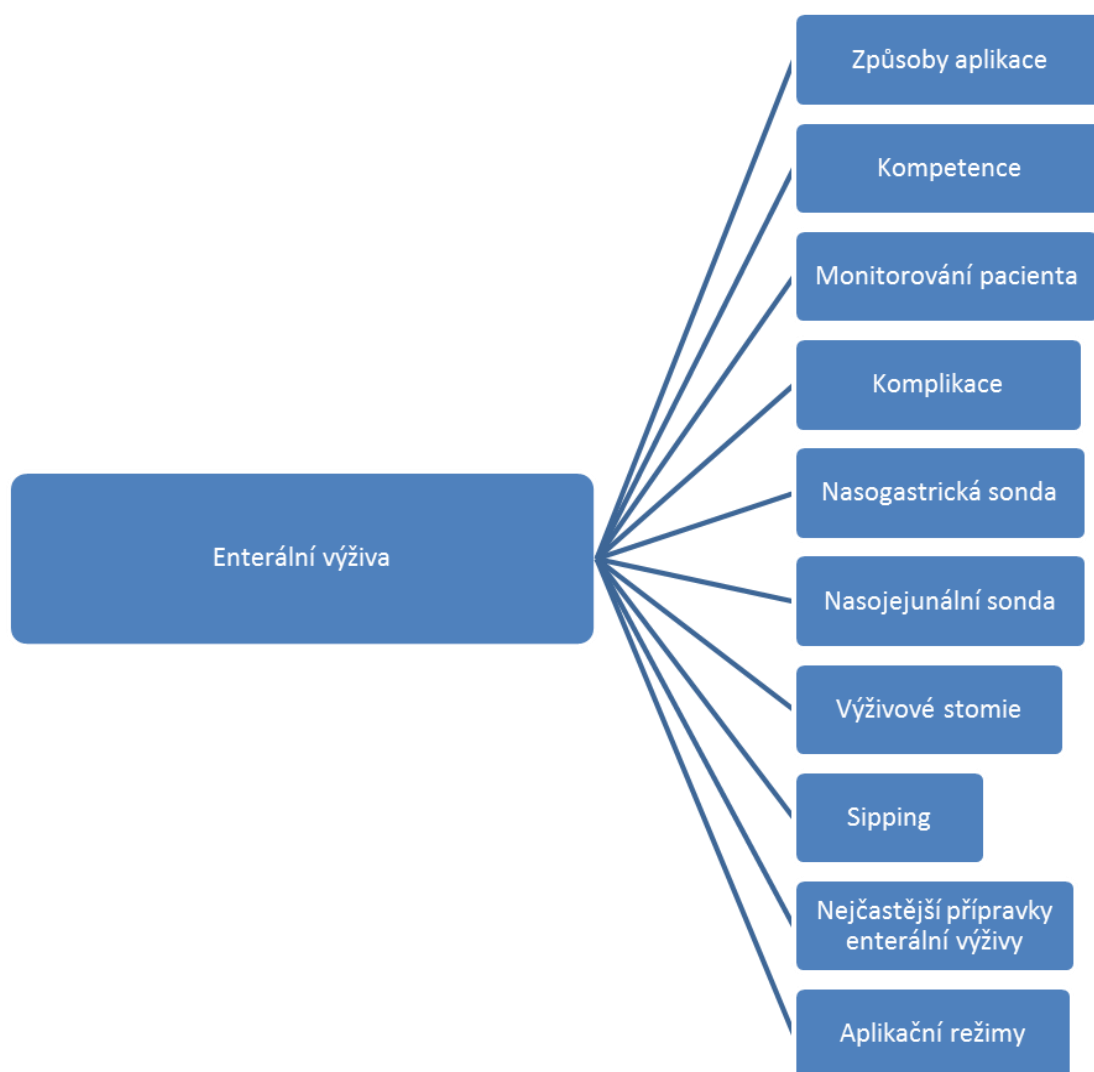 Způsoby aplikace
Kompetence
Monitorování pacienta
Komplikace
Nasogastrická sonda
Enterální výživa
Nasojejunální sonda
Výživové stomie
Sipping
Nejčastější přípravky
enterální výživy
Aplikační režimy